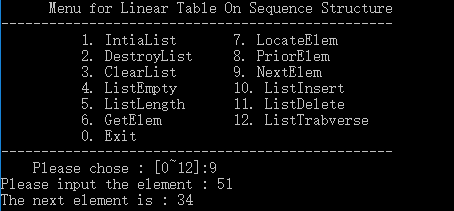 Menu for Linear Table On Sequence Structure
-------------------------------------------------
1. IntiaList 7. LocateElem
2. DestroyList 8. PriorElem
3. ClearList 9. NextElem
4. ListEmpty 10. ListInsert
5. ListLength 11. ListDelete
6. GetElem 12. ListTrabverse
0. Exit
-------------------------------------------------
Please chose : [0~12]:9
Please input the element : 51
The next element is : 34